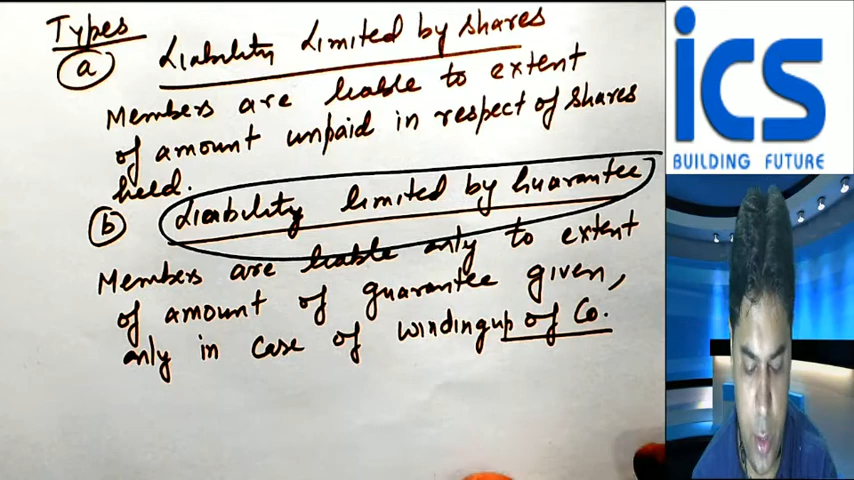 Types
(a) Liability Limited by shares
Members are liable to extent
of amount unpaid in respect of shares
held.
(b) Liability limited by Guarantee
Members are liable only to extent
of amount of guarantee given,
only in case of winding up of Co.
iCS
BUILDING FUTURE